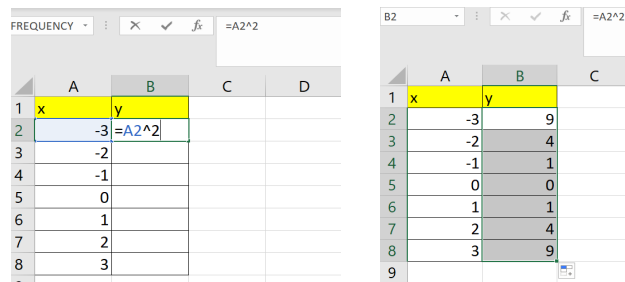 FREQUENCY =A2^2
A B C D
1 x y
2 -3 =A2^2
3 -2
4 -1
5 0
6 1
7 2
8 3
B2 fx =A2^2
A B C
1 x y
2 -3 9
3 -2 4
4 -1 1
5 0 0
6 1 1
7 2 4
8 3 9
9